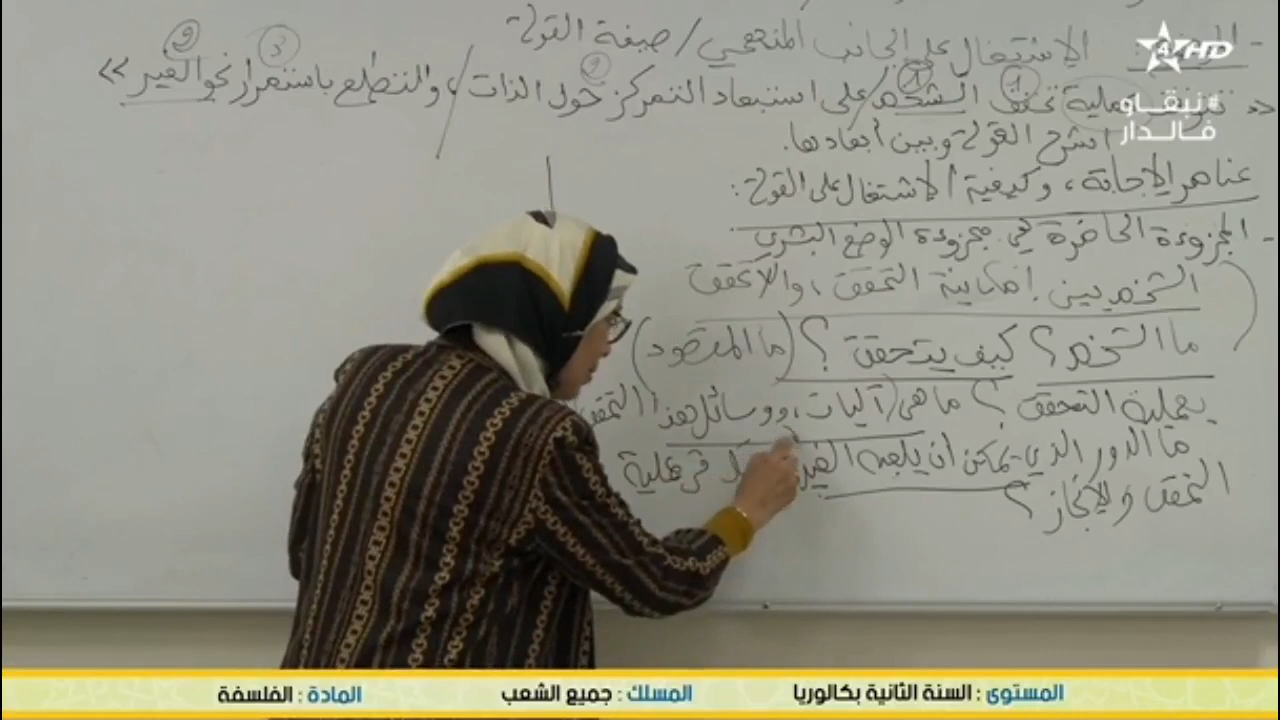 - الاشتغال على الجانب المنهجي / صيغة القولة
« تتوقف عملية تحقق الشخص على استبعاد التمركز حول الذات، والتطلع باستمرار نحو الغير »
اشرح القولة وبين أبعادها.
عناصر الإجابة، وكيفية الاشتغال على القولة:
- المجزوءة الحاضرة هي مجزوءة الوضع البشري
الشخص بين إمكانية التحقق، واللاتحقق
ما الشخص؟ كيف يتحقق؟ (ما المقصود)
بعملية التحقق؟ ما هي آليات، ووسائل هذا التحقق
ما الدور الذي يمكن أن يلعبه الغير في عملية
التحقق والإنجاز؟
4 HD
#نبقاو
فالدار
المستوى : السنة الثانية بكالوريا
المسلك : جميع الشعب
المادة : الفلسفة